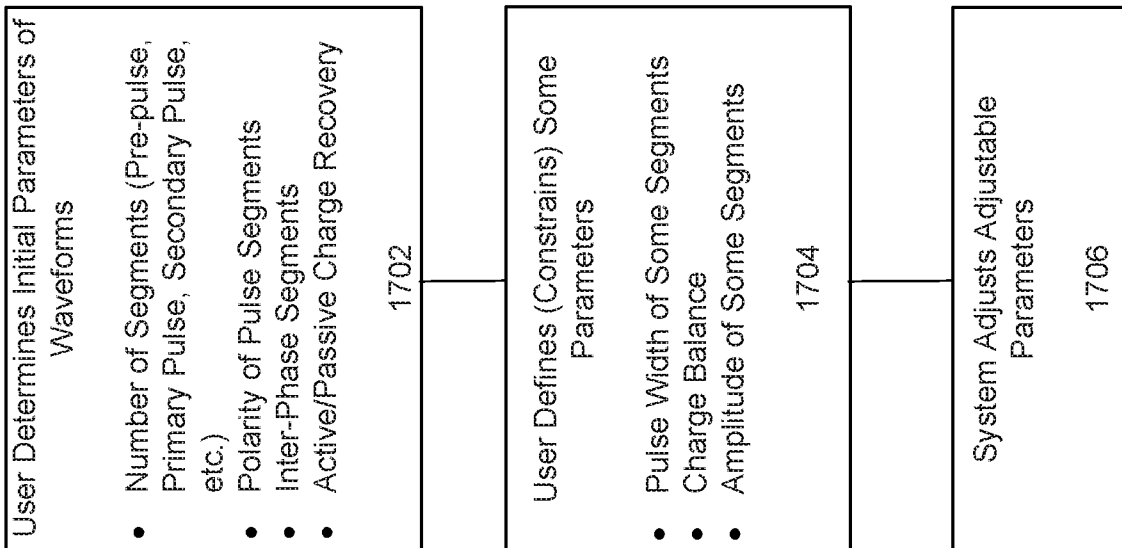 User Determines Initial Parameters of
Waveforms
• Number of Segments (Pre-pulse,
Primary Pulse, Secondary Pulse,
etc.)
• Polarity of Pulse Segments
• Inter-Phase Segments
• Active/Passive Charge Recovery
1702
User Defines (Constrains) Some
Parameters
• Pulse Width of Some Segments
• Charge Balance
• Amplitude of Some Segments
1704
System Adjusts Adjustable
Parameters
1706